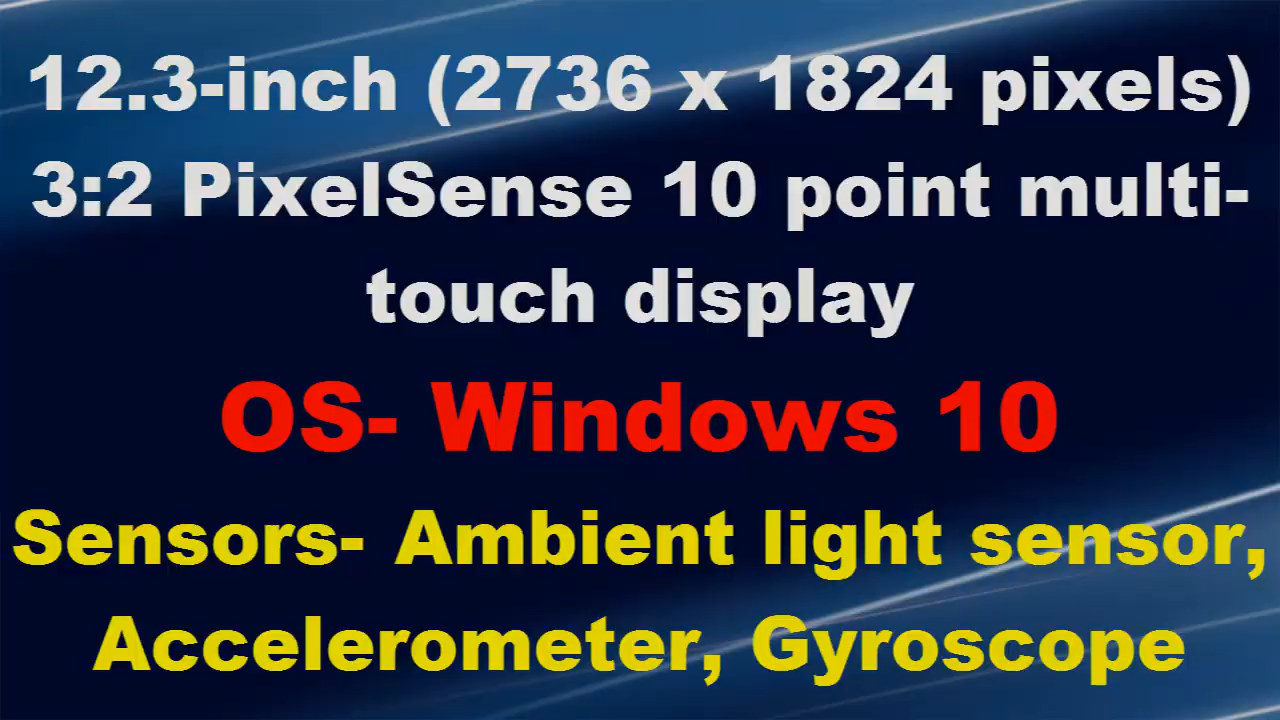 12.3-inch (2736 x 1824 pixels)
3:2 PixelSense 10 point multi-
touch display
OS- Windows 10
Sensors- Ambient light sensor,
Accelerometer, Gyroscope